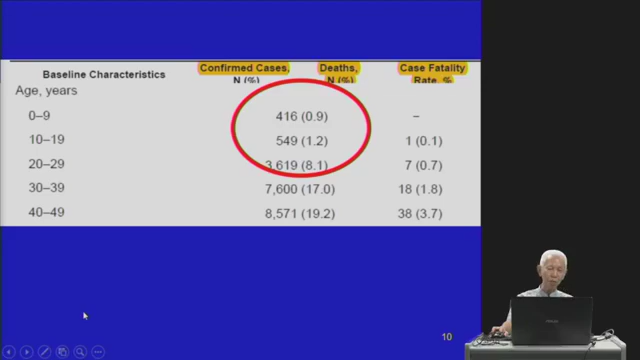 Baseline Characteristics Confirmed Cases, N (%) Deaths, N (%) Case Fatality Rate, %
Age, years
0–9 416 (0.9) –
10–19 549 (1.2) 1 (0.1)
20–29 3,619 (8.1) 7 (0.7)
30–39 7,600 (17.0) 18 (1.8)
40–49 8,571 (19.2) 38 (3.7)
10